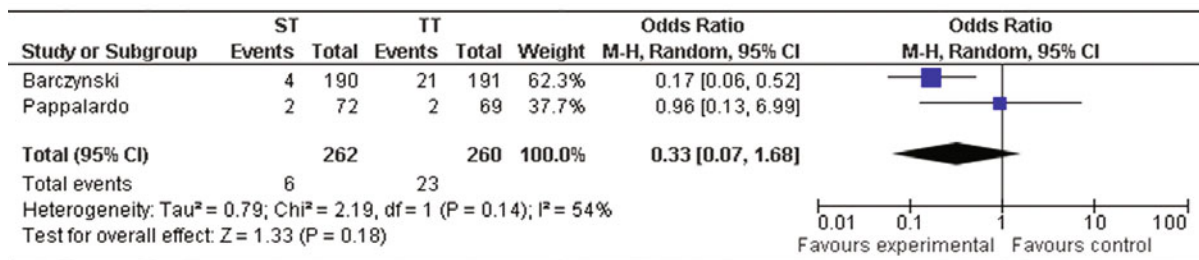 ST TT Odds Ratio Odds Ratio
Study or Subgroup Events Total Events Total Weight M-H, Random, 95% CI M-H, Random, 95% CI
Barczynski 4 190 21 191 62.3% 0.17 [0.06, 0.52]
Pappalardo 2 72 2 69 37.7% 0.96 [0.13, 6.99]
Total (95% CI) 262 260 100.0% 0.33 [0.07, 1.68]
Total events 6 23
Heterogeneity: Tau² = 0.79; Chi² = 2.19, df = 1 (P = 0.14); I² = 54%
Test for overall effect: Z = 1.33 (P = 0.18)
0.01 0.1 1 10 100
Favours experimental Favours control